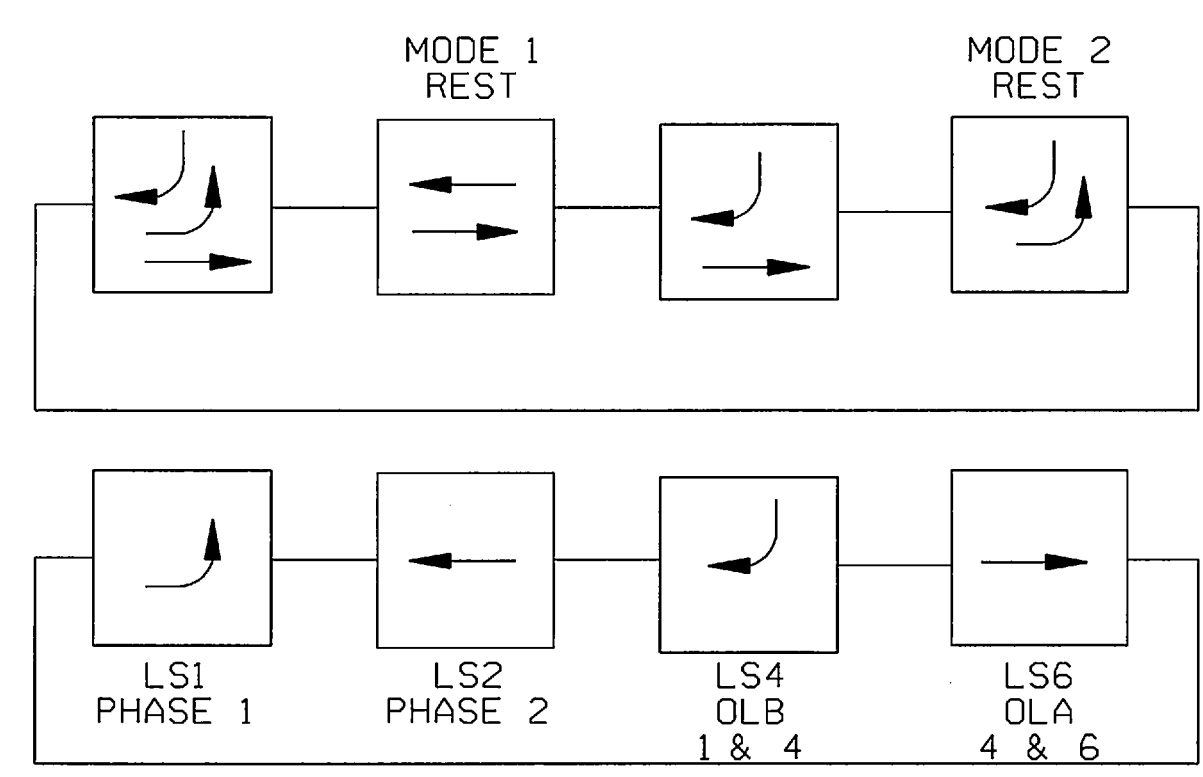 MODE 1
REST
MODE 2
REST
LS1
PHASE 1
LS2
PHASE 2
LS4
OLB
1 & 4
LS6
OLA
4 & 6